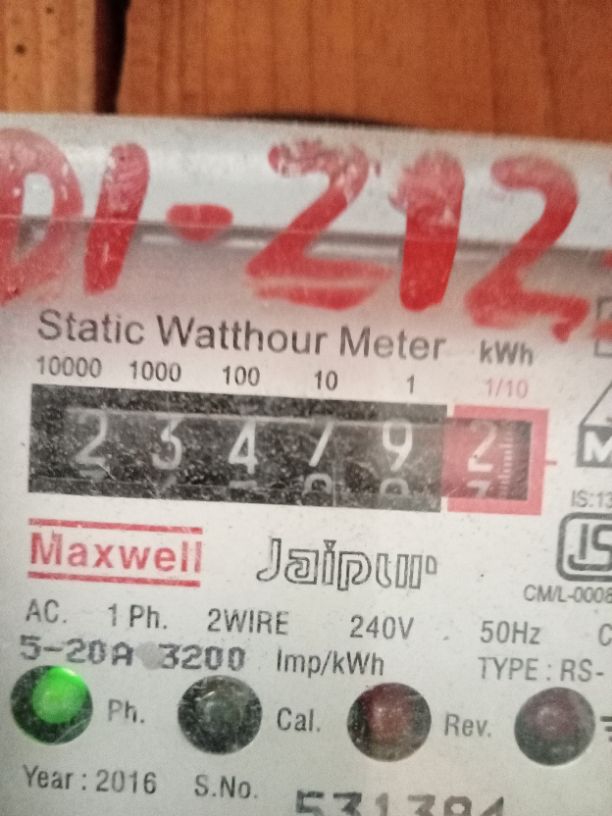 DI-212
Static Watthour Meter kWh
10000 1000 100 10 1 1/10
2 3 4 7 9 2
IS:13
Maxwell Jaipur
CM/L-0008
AC. 1 Ph. 2WIRE 240V 50Hz
5-20A 3200 Imp/kWh TYPE : RS-
Ph. Cal. Rev.
Year : 2016 S.No.